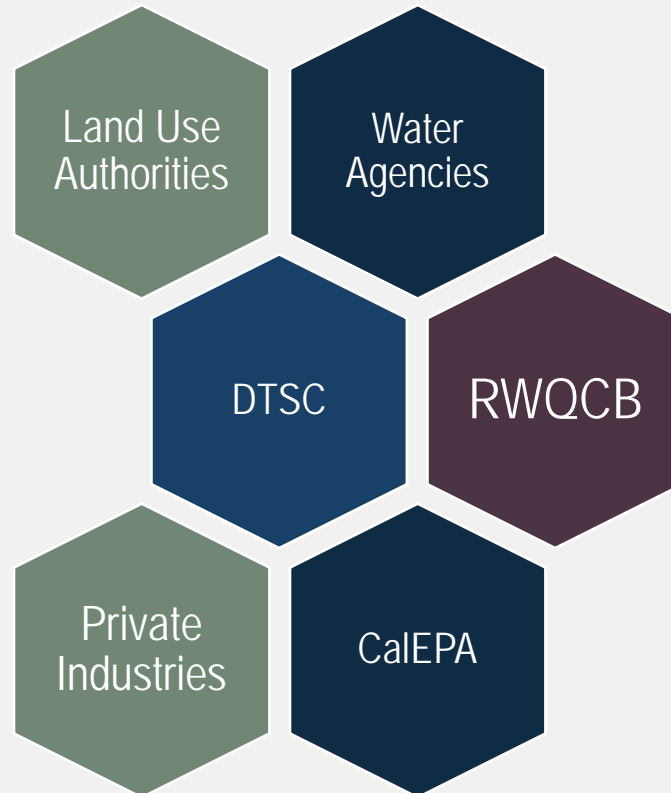 Land Use
Authorities
Water
Agencies
DTSC
RWQCB
Private
Industries
CalEPA